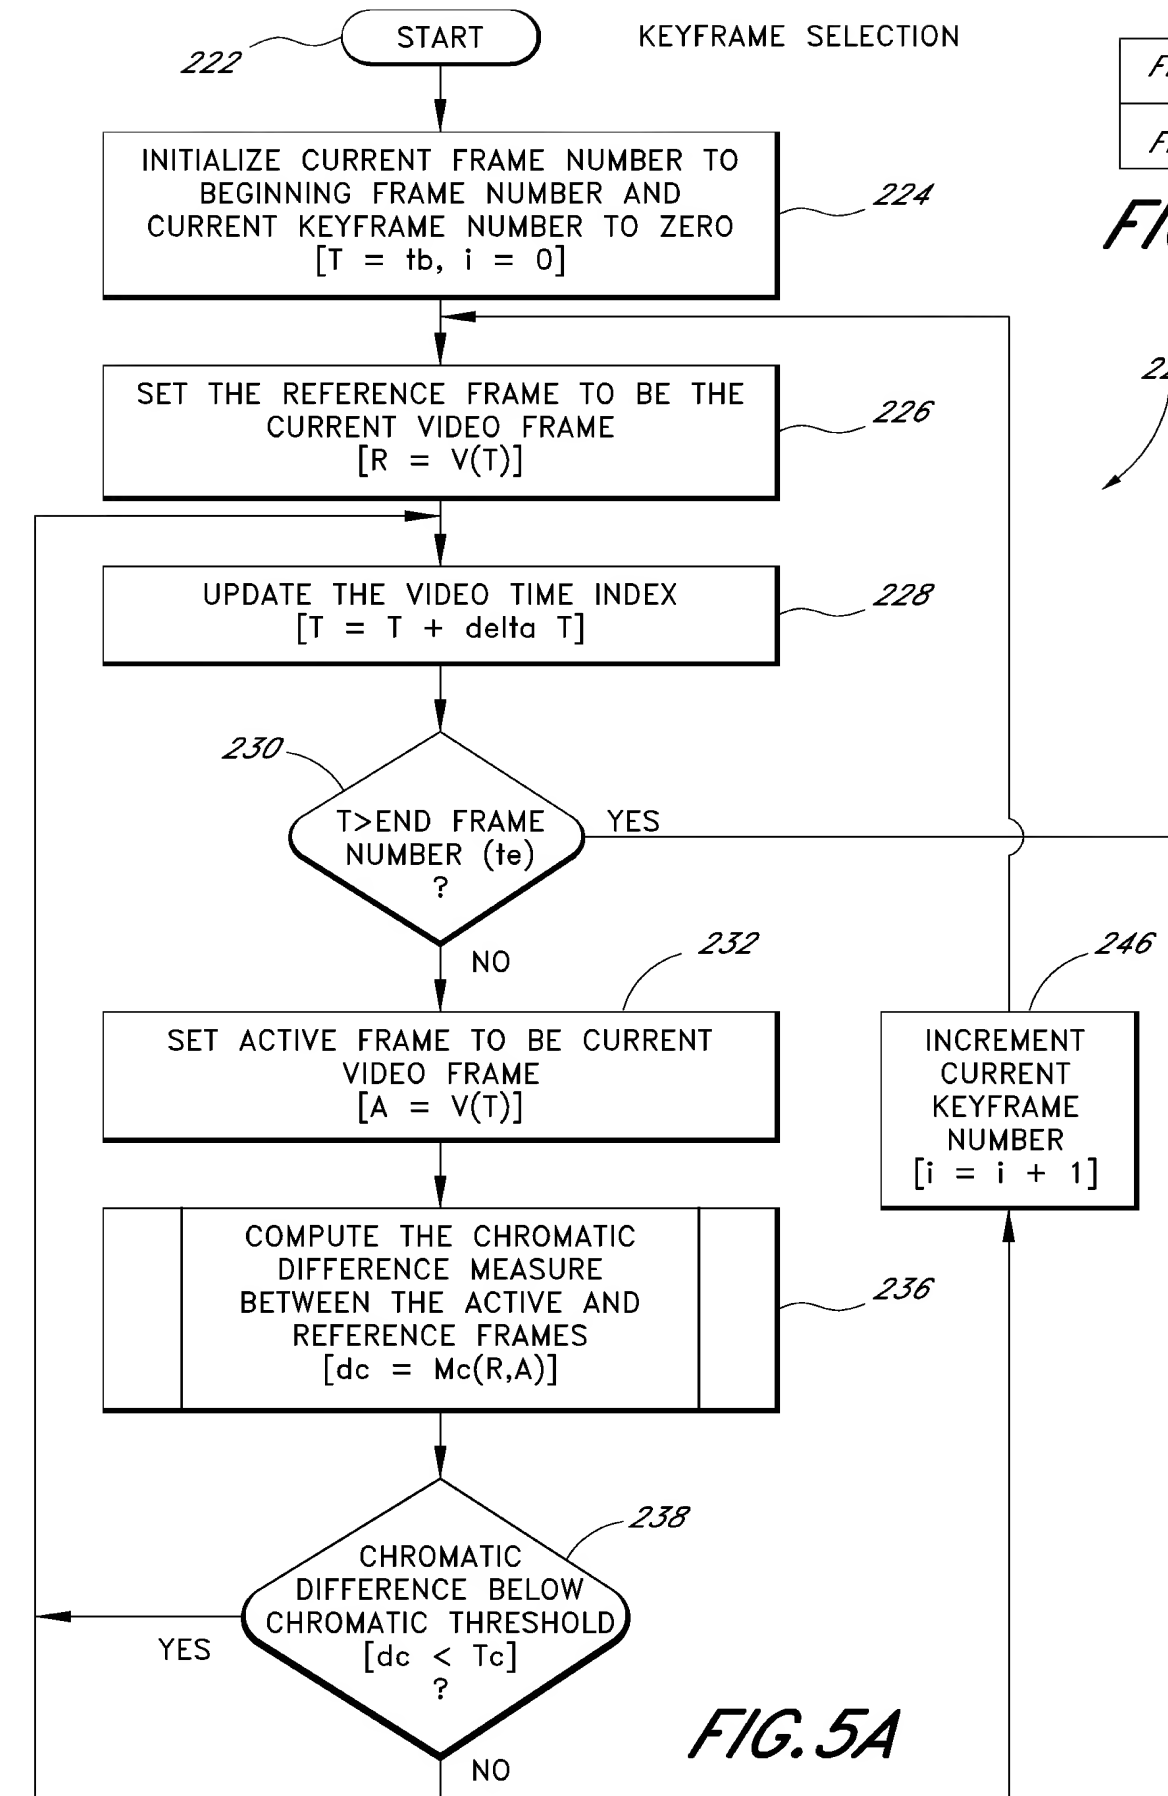 START
KEYFRAME SELECTION
222
INITIALIZE CURRENT FRAME NUMBER TO
BEGINNING FRAME NUMBER AND
CURRENT KEYFRAME NUMBER TO ZERO
[T = tb, i = 0]
224
SET THE REFERENCE FRAME TO BE THE
CURRENT VIDEO FRAME
[R = V(T)]
226
UPDATE THE VIDEO TIME INDEX
[T = T + delta T]
228
230
T>END FRAME
NUMBER (te)
?
YES
NO
232
SET ACTIVE FRAME TO BE CURRENT
VIDEO FRAME
[A = V(T)]
246
INCREMENT
CURRENT
KEYFRAME
NUMBER
[i = i + 1]
COMPUTE THE CHROMATIC
DIFFERENCE MEASURE
BETWEEN THE ACTIVE AND
REFERENCE FRAMES
[dc = Mc(R,A)]
236
238
CHROMATIC
DIFFERENCE BELOW
CHROMATIC THRESHOLD
[dc < Tc]
?
YES
NO
FIG.5A